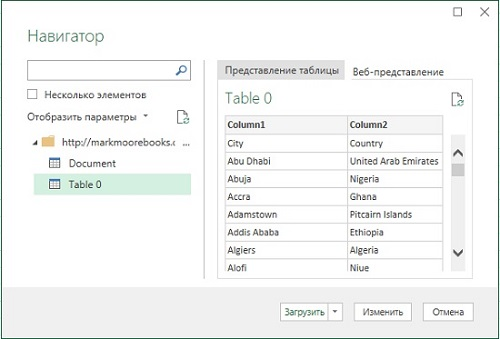 Навигатор
Несколько элементов
Отобразить параметры
http://markmoorebooks.c ...
Document
Table 0
Представление таблицы Веб-представление
Table 0
Column1 Column2
City Country
Abu Dhabi United Arab Emirates
Abuja Nigeria
Accra Ghana
Adamstown Pitcairn Islands
Addis Ababa Ethiopia
Algiers Algeria
Alofi Niue
Загрузить Изменить Отмена